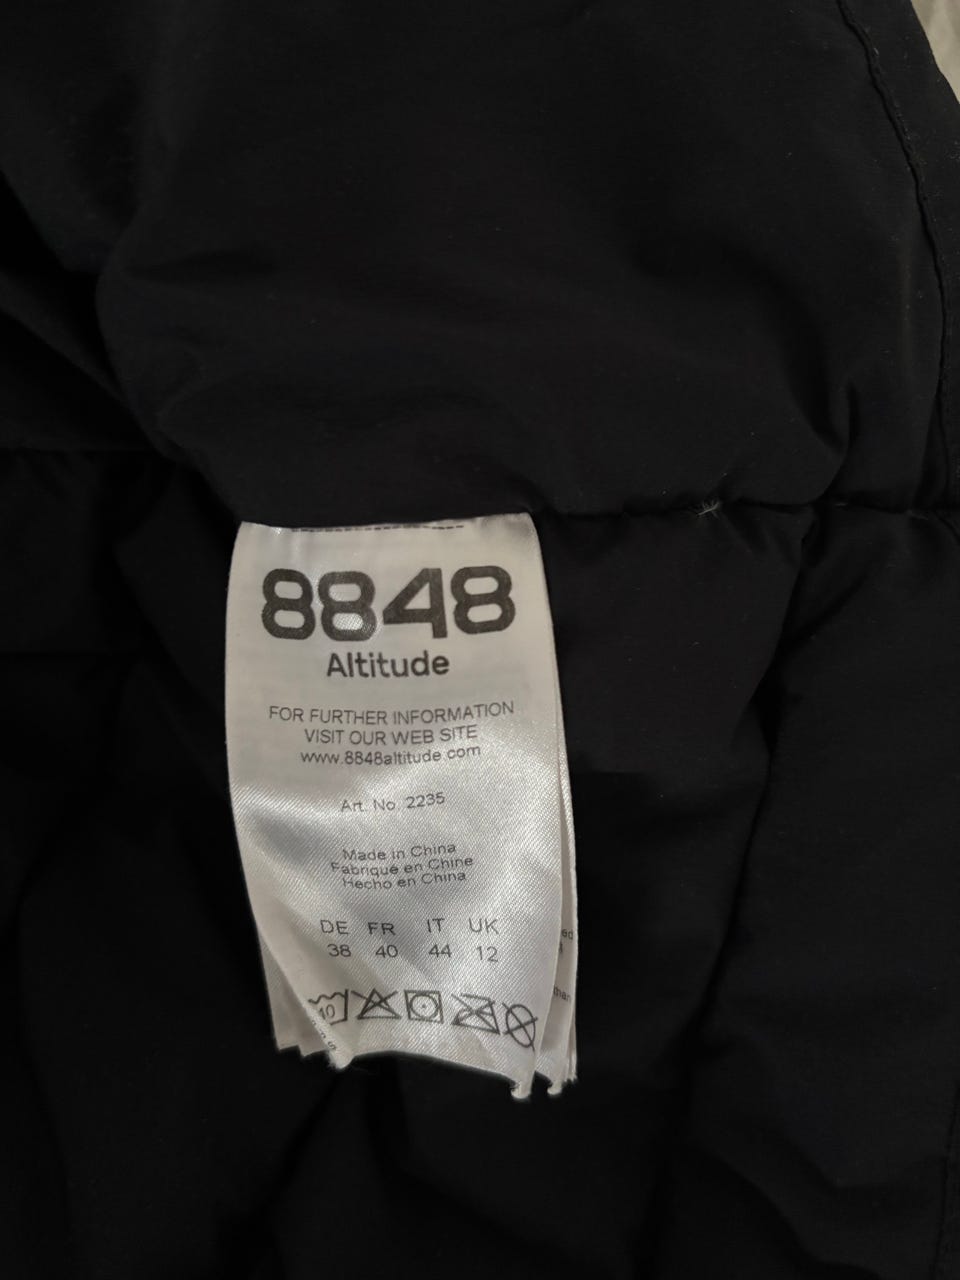 8848
Altitude
FOR FURTHER INFORMATION
VISIT OUR WEB SITE
www.8848altitude.com
Art. No. 2235
Made in China
Fabriqué en Chine
Hecho en China
DE FR IT UK
38 40 44 12
40